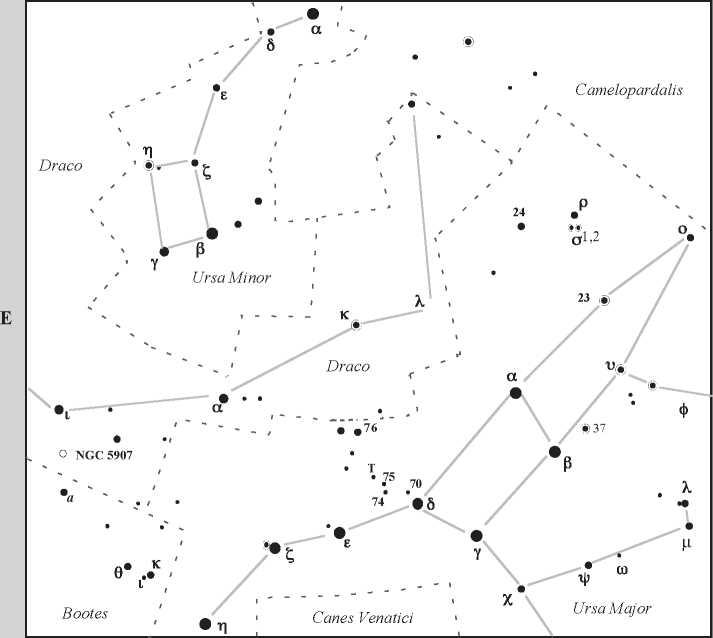 α
δ
ε
Camelopardalis
η
Draco
ζ
ρ
24
σ1,2
ο
β
γ
Ursa Minor
λ
23
E
κ
Draco
υ
α
α
ι
φ
76
37
NGC 5907
β
T
75
70
74
a
δ
λ
ε
ζ
γ
μ
θ
κ
ι
ψ
ω
χ
Bootes
η
Canes Venatici
Ursa Major